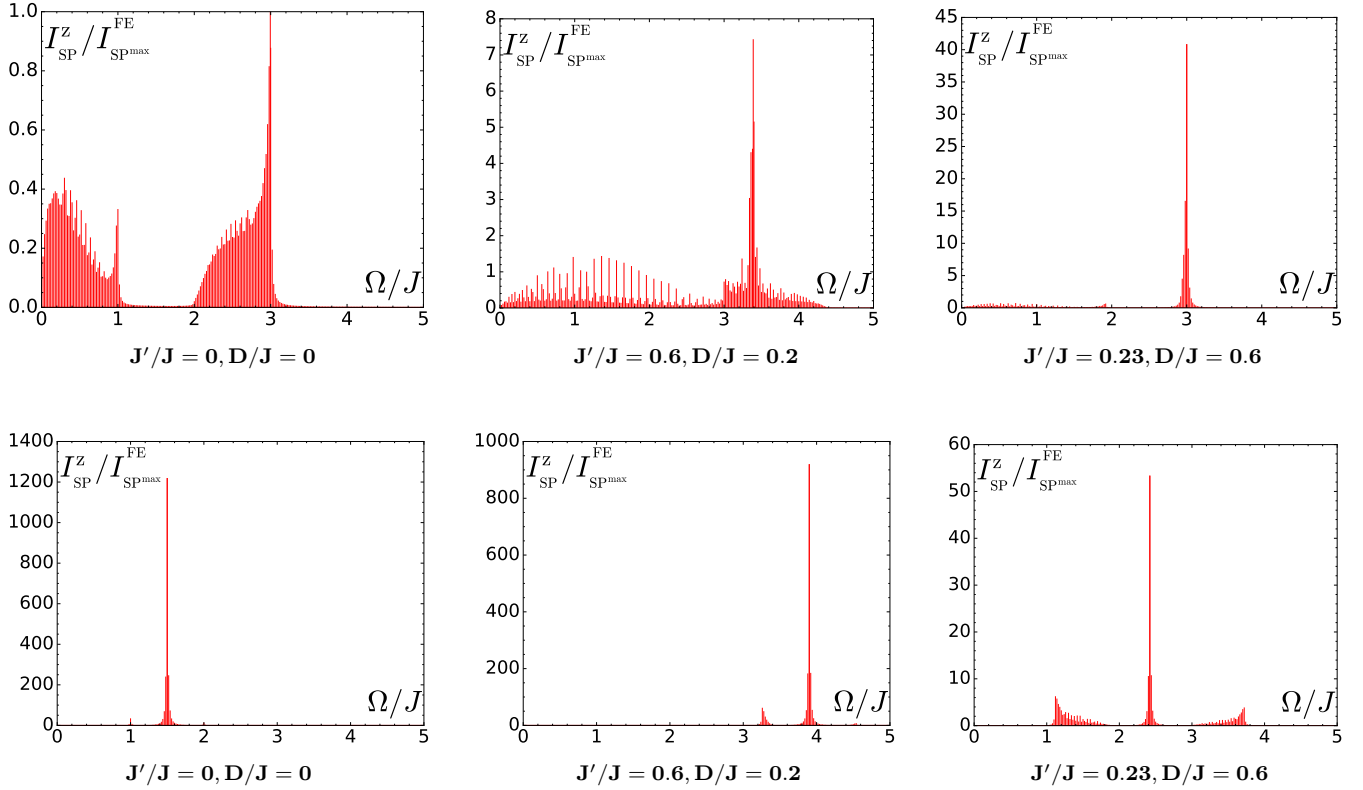 1.0
0.8
0.6
0.4
0.2
0.0
I^z_SP/I^FE_SP^max
Ω/J
0 1 2 3 4 5
J′/J = 0, D/J = 0
8
7
6
5
4
3
2
1
0
I^z_SP/I^FE_SP^max
Ω/J
0 1 2 3 4 5
J′/J = 0.6, D/J = 0.2
45
40
35
30
25
20
15
10
5
0
I^z_SP/I^FE_SP^max
Ω/J
0 1 2 3 4 5
J′/J = 0.23, D/J = 0.6
1400
1200
1000
800
600
400
200
0
I^z_SP/I^FE_SP^max
Ω/J
0 1 2 3 4 5
J′/J = 0, D/J = 0
1000
800
600
400
200
0
I^z_SP/I^FE_SP^max
Ω/J
0 1 2 3 4 5
J′/J = 0.6, D/J = 0.2
60
50
40
30
20
10
0
I^z_SP/I^FE_SP^max
Ω/J
0 1 2 3 4 5
J′/J = 0.23, D/J = 0.6